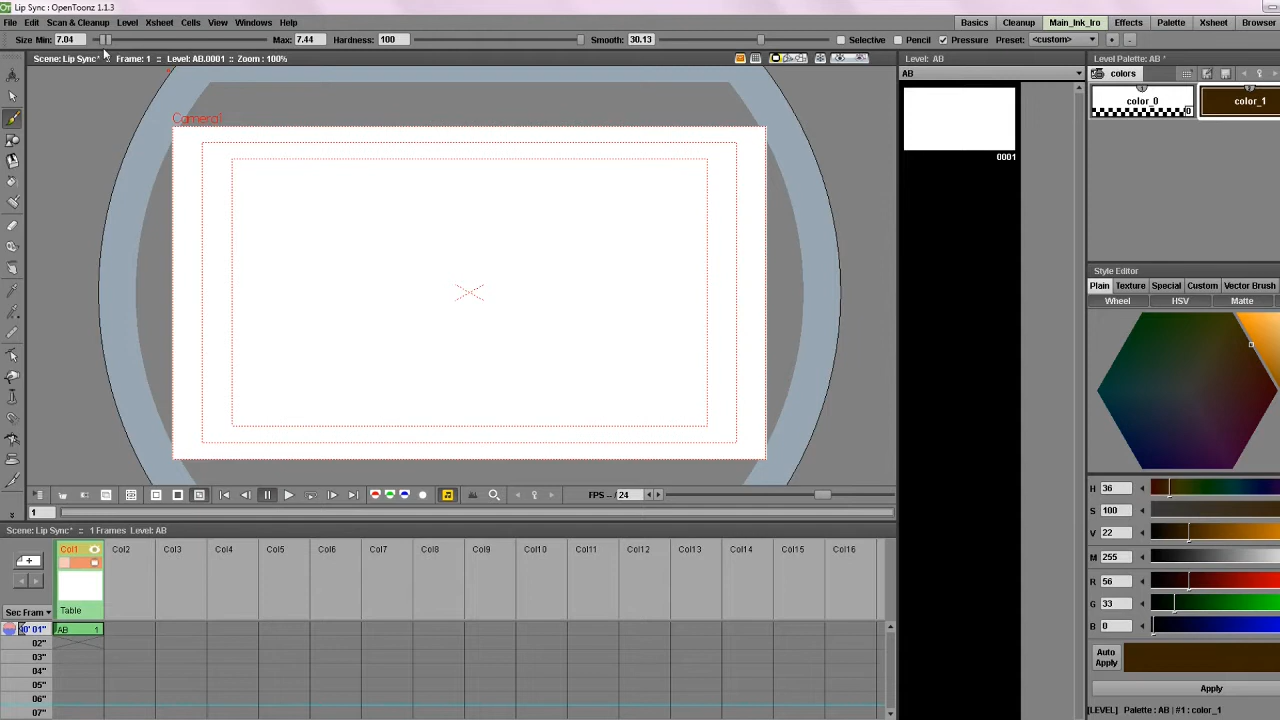 Lip Sync : OpenToonz 1.1.3
File Edit Scan & Cleanup Level Xsheet Cells View Windows Help Basics Cleanup Main_Ink_Iro Effects Palette Xsheet Browser
Size Min: 7.04 Max: 7.44 Hardness: 100 Smooth: 30.13 Selective Pencil Pressure Preset: <custom> + -
Scene: Lip Sync* :: Frame: 1 :: Level: AB.0001 :: Zoom : 100% Level: AB Level Palette: AB *
AB colors
color_0 color_1
0
Camera1
0001
Style Editor
Plain Texture Special Custom Vector Brush
Wheel HSV Matte
H 36
S 100
FPS -- 24
1
V 22
Scene: Lip Sync* :: 1 Frames Level: AB
Col1 Col2 Col3 Col4 Col5 Col6 Col7 Col8 Col9 Col10 Col11 Col12 Col13 Col14 Col15 Col16
M 255
R 56
G 33
Table
Sec Fram
B 0
0' 01" AB 1
02"
03"
04"
05"
06"
07"
Auto Apply
Apply
[LEVEL] Palette : AB | #1 : color_1